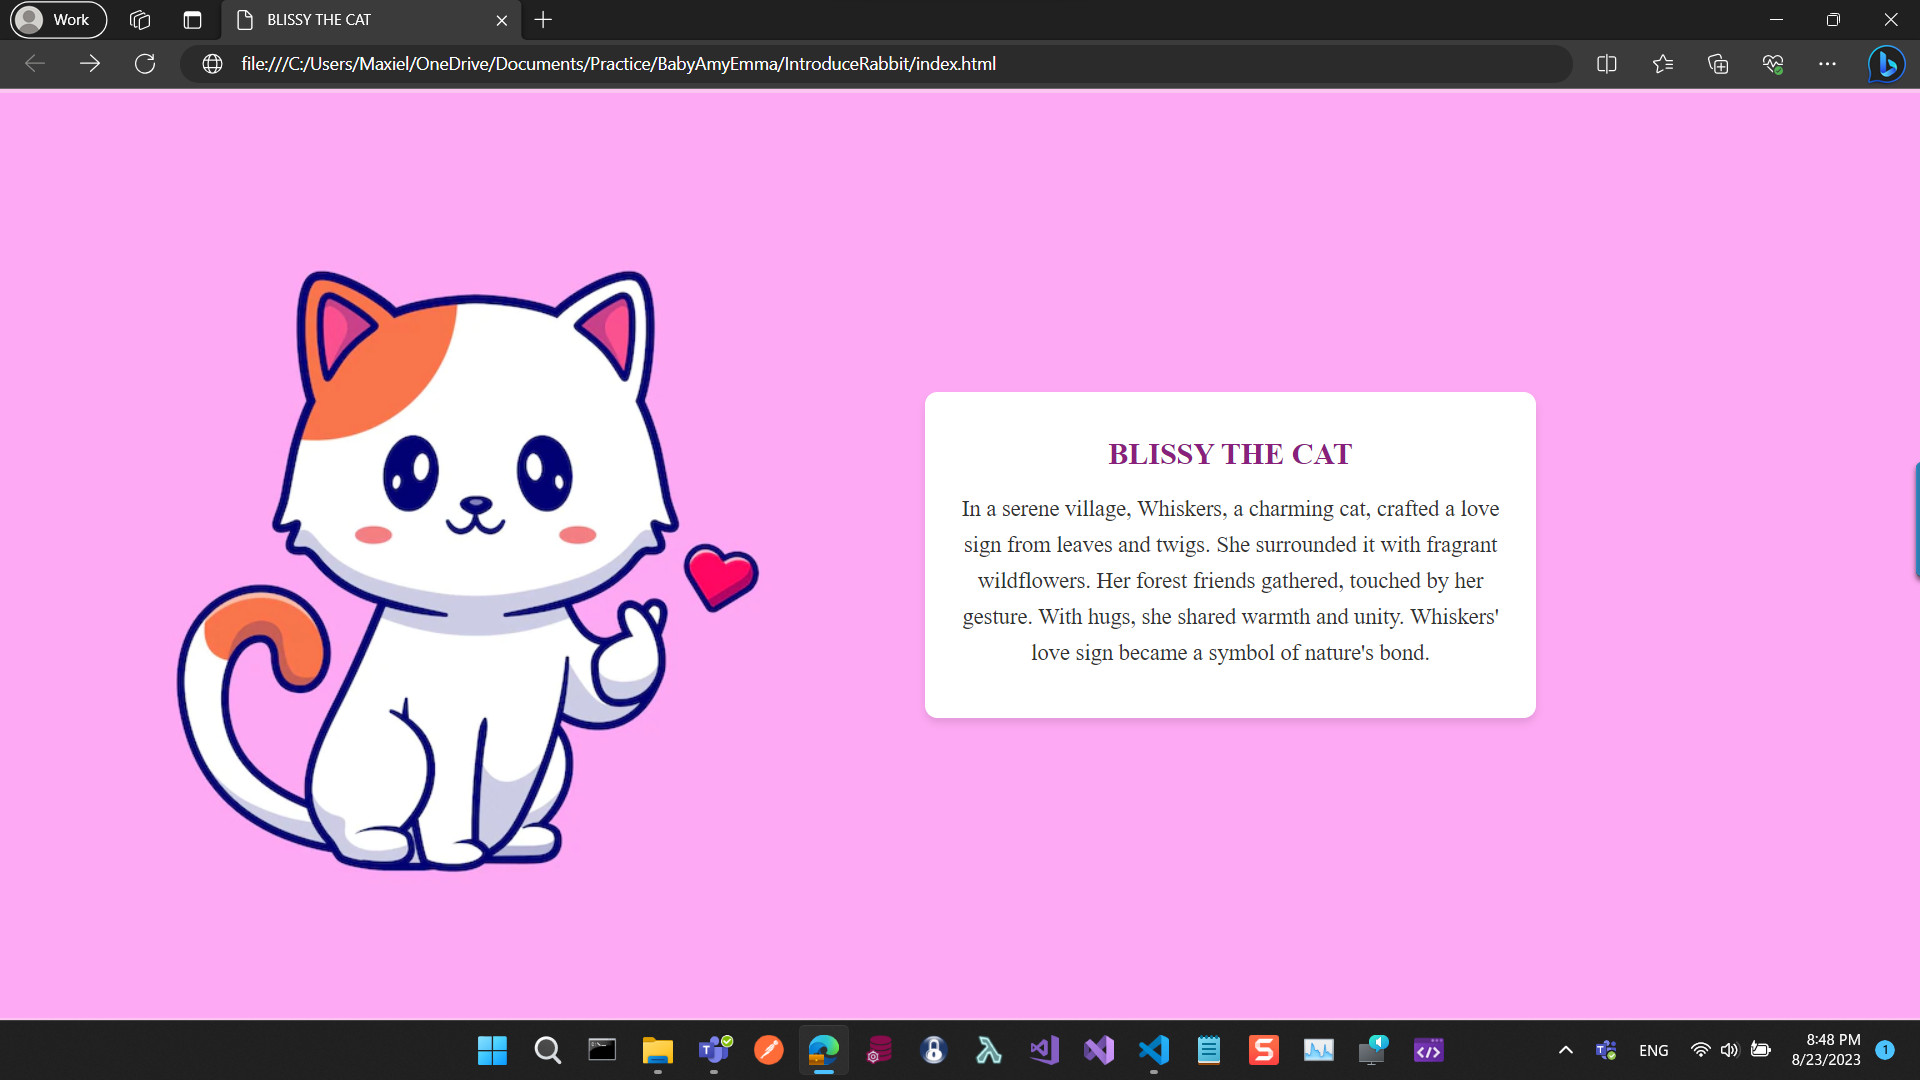 Work
BLISSY THE CAT
file:///C:/Users/Maxiel/OneDrive/Documents/Practice/BabyAmyEmma/IntroduceRabbit/index.html
BLISSY THE CAT
In a serene village, Whiskers, a charming cat, crafted a love
sign from leaves and twigs. She surrounded it with fragrant
wildflowers. Her forest friends gathered, touched by her
gesture. With hugs, she shared warmth and unity. Whiskers'
love sign became a symbol of nature's bond.
ENG
8:48 PM
8/23/2023
1